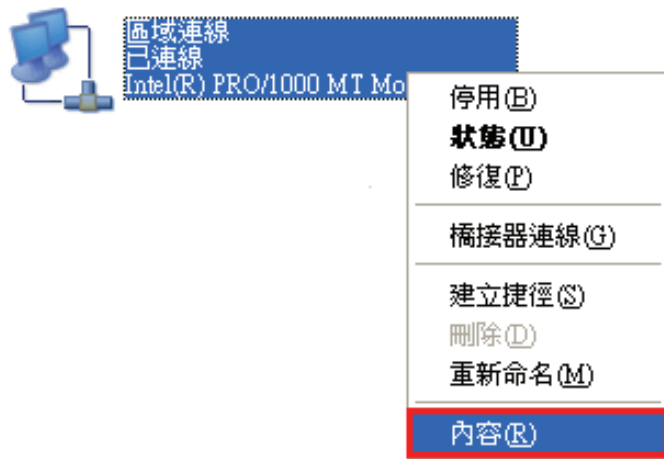 區域連線
已連線
Intel(R) PRO/1000 MT Mo
停用(B)
狀態(U)
修復(P)
橋接器連線(G)
建立捷徑(S)
刪除(D)
重新命名(M)
內容(R)